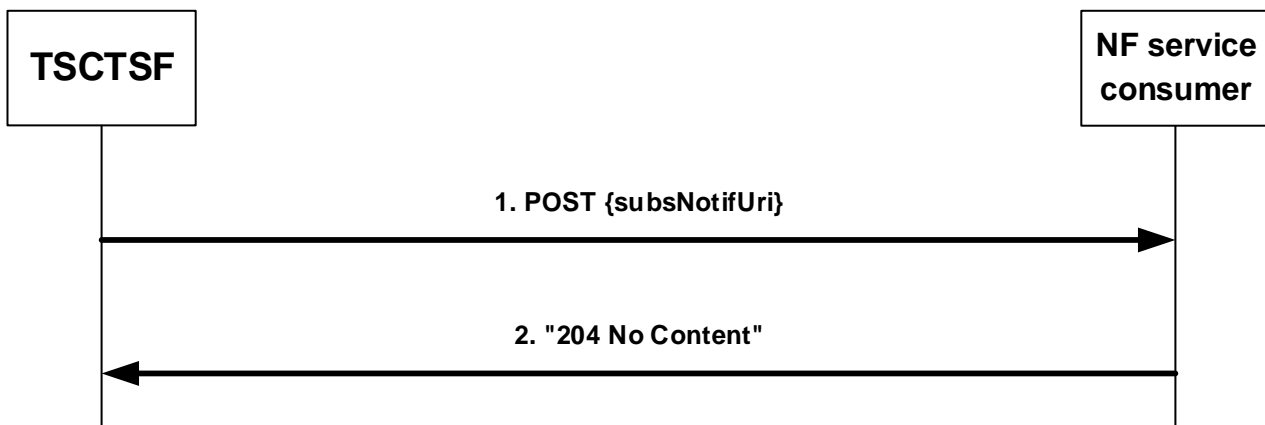 TSCTSF
NF service
consumer
1. POST {subsNotifUri}
2. "204 No Content"